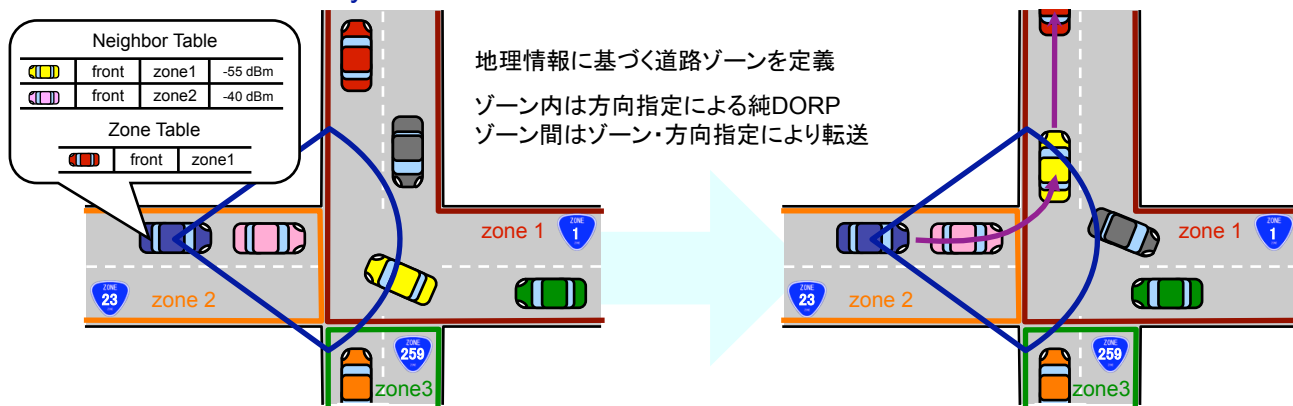 Neighbor Table
front zone1 -55 dBm
front zone2 -40 dBm
Zone Table
front zone1
地理情報に基づく道路ゾーンを定義
ゾーン内は方向指定による純DORP
ゾーン間はゾーン・方向指定により転送
zone 1
ZONE
1
ZONE
23
zone 2
ZONE
259
zone3
zone 1
ZONE
1
ZONE
23
zone 2
ZONE
259
zone3